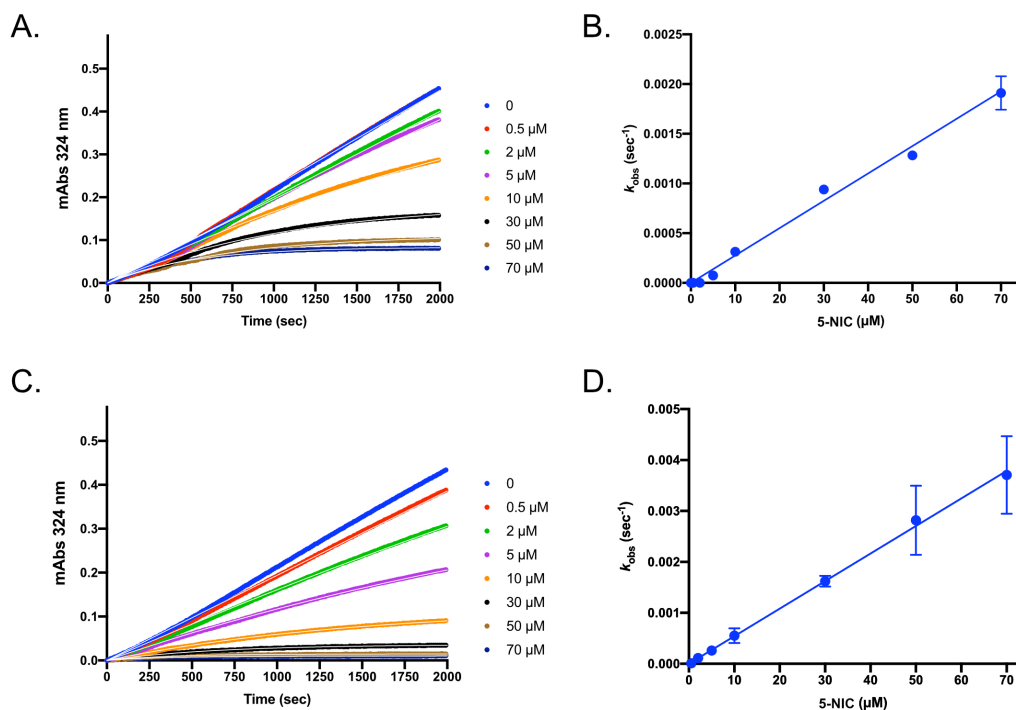 A.
mAbs 324 nm
0.5
0.4
0.3
0.2
0.1
0.0
0 250 500 750 1000 1250 1500 1750 2000
Time (sec)
0
0.5 µM
2 µM
5 µM
10 µM
30 µM
50 µM
70 µM
B.
kobs (sec-1)
0.0025
0.0020
0.0015
0.0010
0.0005
0.0000
0 10 20 30 40 50 60 70
5-NIC (µM)
C.
mAbs 324 nm
0.5
0.4
0.3
0.2
0.1
0.0
0 250 500 750 1000 1250 1500 1750 2000
Time (sec)
0
0.5 µM
2 µM
5 µM
10 µM
30 µM
50 µM
70 µM
D.
kobs (sec-1)
0.005
0.004
0.003
0.002
0.001
0.000
0 10 20 30 40 50 60 70
5-NIC (µM)